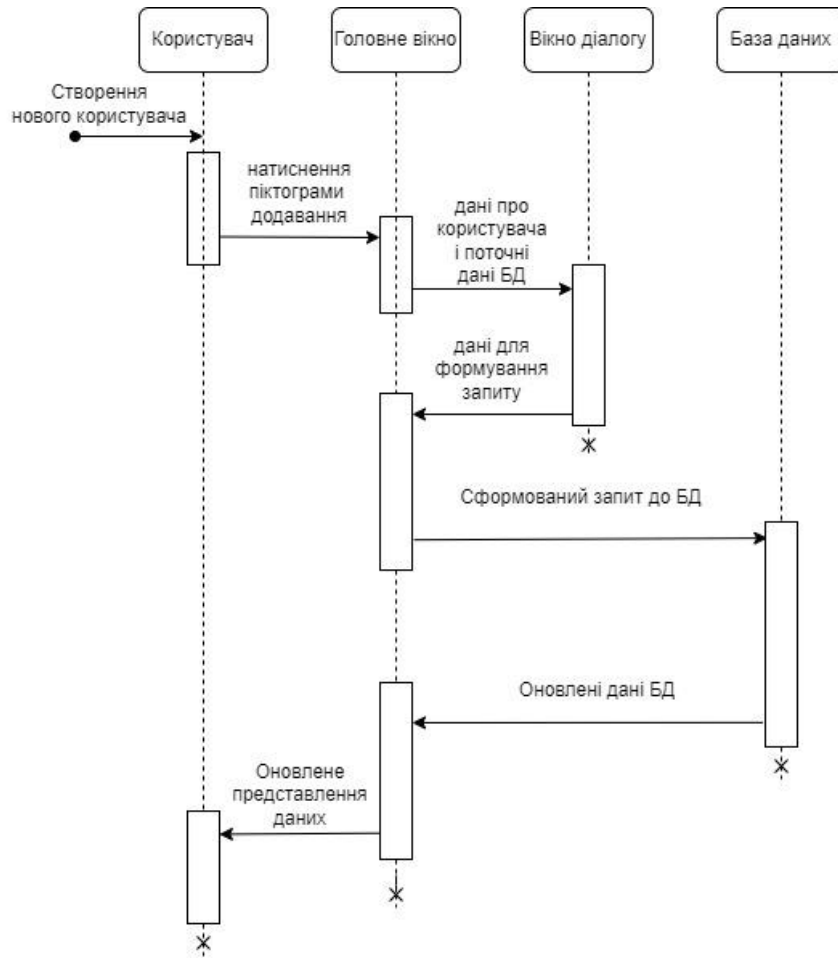 Користувач
Головне вікно
Вікно діалогу
База даних
Створення
нового користувача
натиснення
піктограми
додавання
дані про
користувача
і поточні
дані БД
дані для
формування
запиту
Сформований запит до БД
Оновлені дані БД
Оновлене
представлення
даних